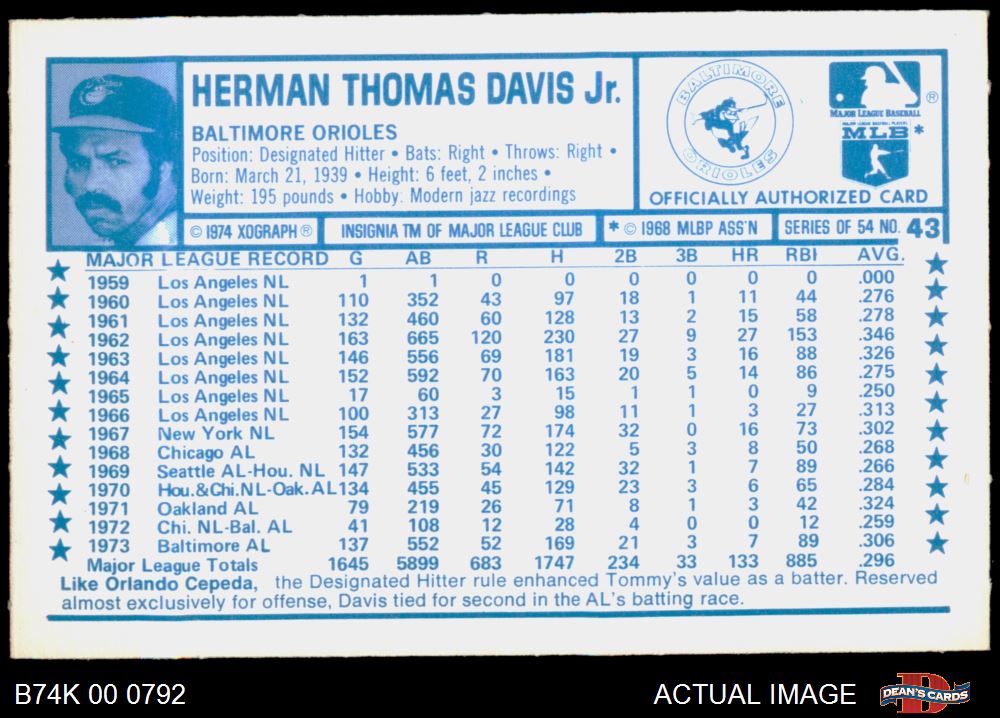 HERMAN THOMAS DAVIS Jr.
BALTIMORE ORIOLES
Position: Designated Hitter • Bats: Right • Throws: Right •
Born: March 21, 1939 • Height: 6 feet, 2 inches •
Weight: 195 pounds • Hobby: Modern jazz recordings
BALTIMORE
ORIOLES
MAJOR LEAGUE BASEBALL ®
MAJOR LEAGUE BASEBALL PLAYERS
MLB *
OFFICIALLY AUTHORIZED CARD
© 1974 XOGRAPH ® INSIGNIA TM OF MAJOR LEAGUE CLUB * © 1968 MLBP ASS'N SERIES OF 54 NO. 43
MAJOR LEAGUE RECORD G AB R H 2B 3B HR RBI AVG.
1959 Los Angeles NL 1 1 0 0 0 0 0 0 .000
1960 Los Angeles NL 110 352 43 97 18 1 11 44 .276
1961 Los Angeles NL 132 460 60 128 13 2 15 58 .278
1962 Los Angeles NL 163 665 120 230 27 9 27 153 .346
1963 Los Angeles NL 146 556 69 181 19 3 16 88 .326
1964 Los Angeles NL 152 592 70 163 20 5 14 86 .275
1965 Los Angeles NL 17 60 3 15 1 1 0 9 .250
1966 Los Angeles NL 100 313 27 98 11 1 3 27 .313
1967 New York NL 154 577 72 174 32 0 16 73 .302
1968 Chicago AL 132 456 30 122 5 3 8 50 .268
1969 Seattle AL-Hou. NL 147 533 54 142 32 1 7 89 .266
1970 Hou.&Chi.NL-Oak.AL 134 455 45 129 23 3 6 65 .284
1971 Oakland AL 79 219 26 71 8 1 3 42 .324
1972 Chi. NL-Bal. AL 41 108 12 28 4 0 0 12 .259
1973 Baltimore AL 137 552 52 169 21 3 7 89 .306
Major League Totals 1645 5899 683 1747 234 33 133 885 .296
Like Orlando Cepeda, the Designated Hitter rule enhanced Tommy's value as a batter. Reserved
almost exclusively for offense, Davis tied for second in the AL's batting race.
B74K 00 0792
ACTUAL IMAGE
DEAN'S CARDS